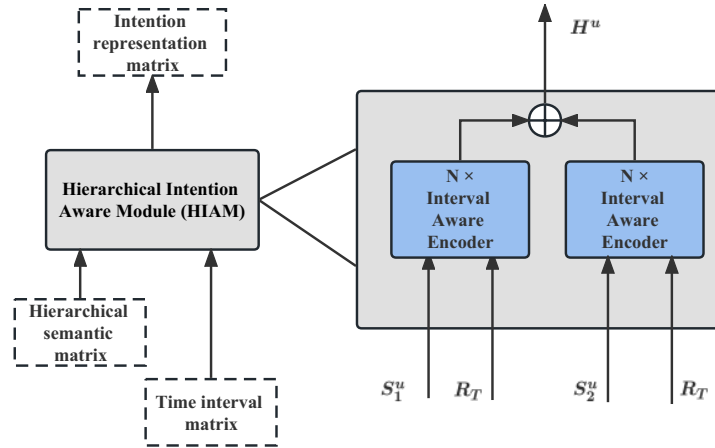 Intention
representation
matrix
Hierarchical Intention
Aware Module (HIAM)
Hierarchical
semantic
matrix
Time interval
matrix
H^u
N ×
Interval
Aware
Encoder
N ×
Interval
Aware
Encoder
S_1^u
R_T
S_2^u
R_T